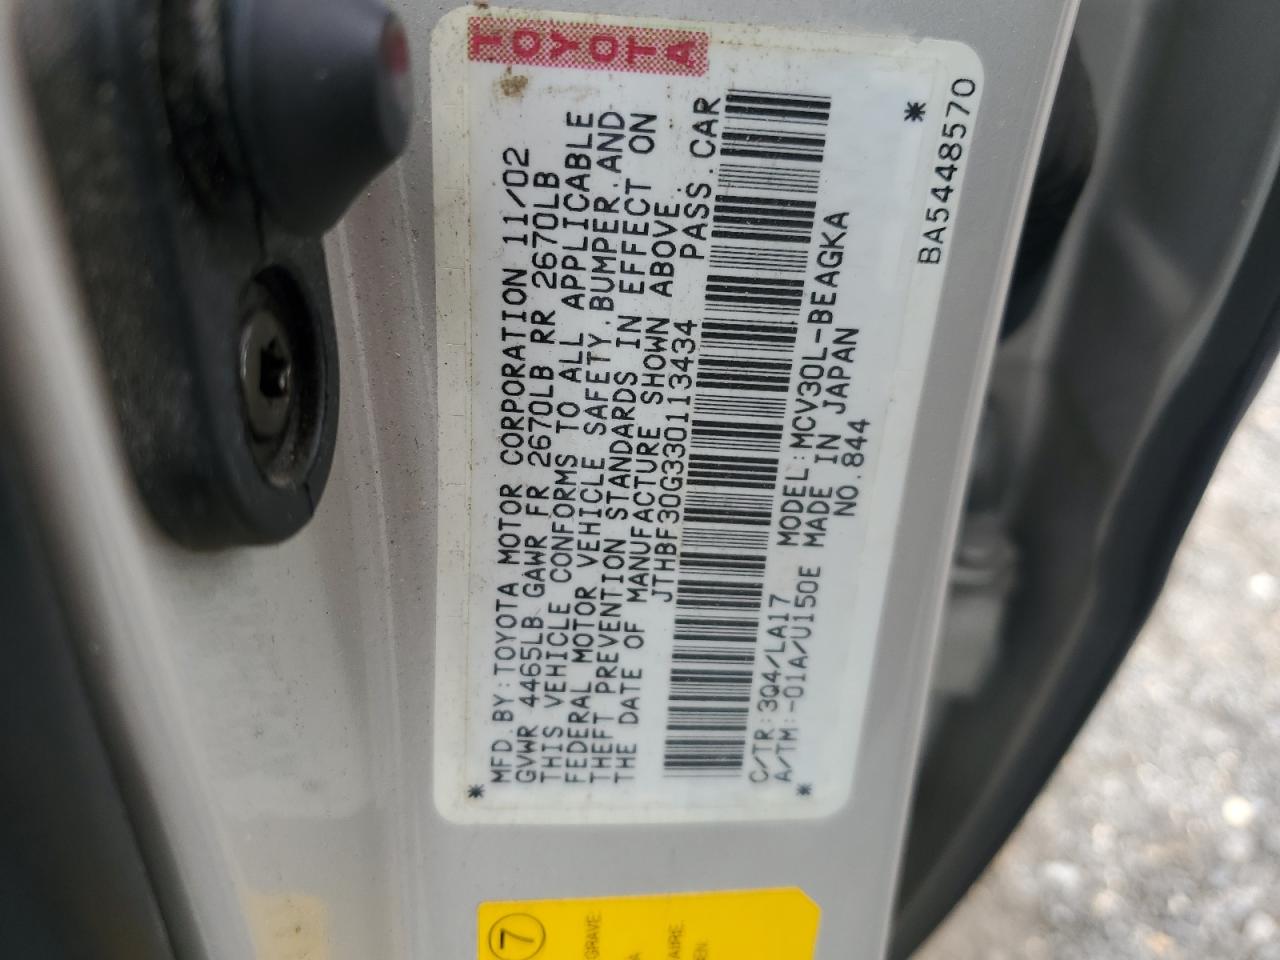 TOYOTA
MFD.BY:TOYOTA MOTOR CORPORATION 11/02
GVWR 4465LB GAWR FR 2670LB RR 2670LB
THIS VEHICLE CONFORMS TO ALL APPLICABLE
FEDERAL MOTOR VEHICLE SAFETY,BUMPER,AND
THEFT PREVENTION STANDARDS IN EFFECT ON
THE DATE OF MANUFACTURE SHOWN ABOVE.
JTHBF30G330113434 PASS.CAR
C/TR:3Q4/LA17 MODEL:MCV30L-BEAGKA
A/TM:-01A/U150E MADE IN JAPAN
NO.844
BA5448570
7
GRAVE
AIRE.